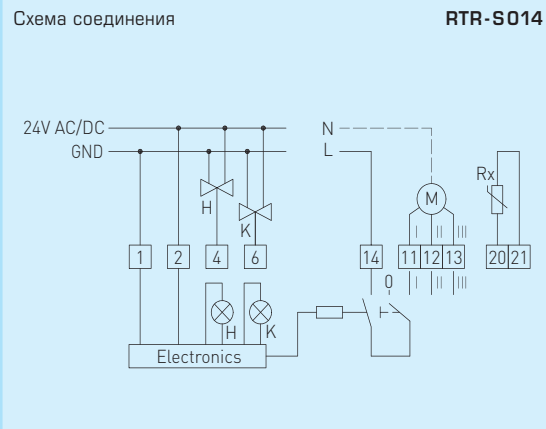 Схема соединения RTR-S014
24V AC/DC
GND
N
L
H
K
Rx
M
I II III
1 2 4 6 14 11 12 13 20 21
0
I II III
H
K
Electronics